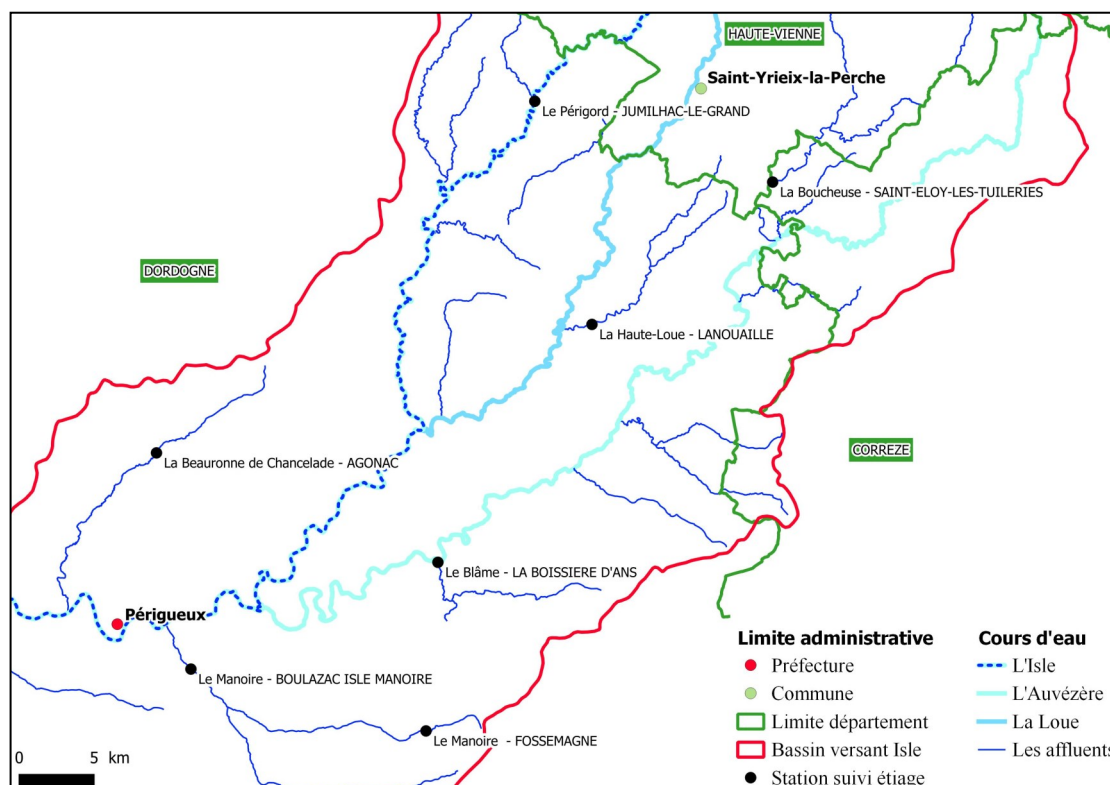 HAUTE-VIENNE
Saint-Yrieix-la-Perche
Le Périgord - JUMILHAC-LE-GRAND
La Boucheuse - SAINT-ELOY-LES-TUILERIES
DORDOGNE
La Haute-Loue - LANOUAILLE
CORREZE
La Beauronne de Chancelade - AGONAC
Le Blâme - LA BOISSIERE D'ANS
Périgueux
Le Manoire - BOULAZAC ISLE MANOIRE
Le Manoire - FOSSEMAGNE
0 5 km
Limite administrative
Préfecture
Commune
Limite département
Bassin versant Isle
Station suivi étiage
Cours d'eau
L'Isle
L'Auvézère
La Loue
Les affluents